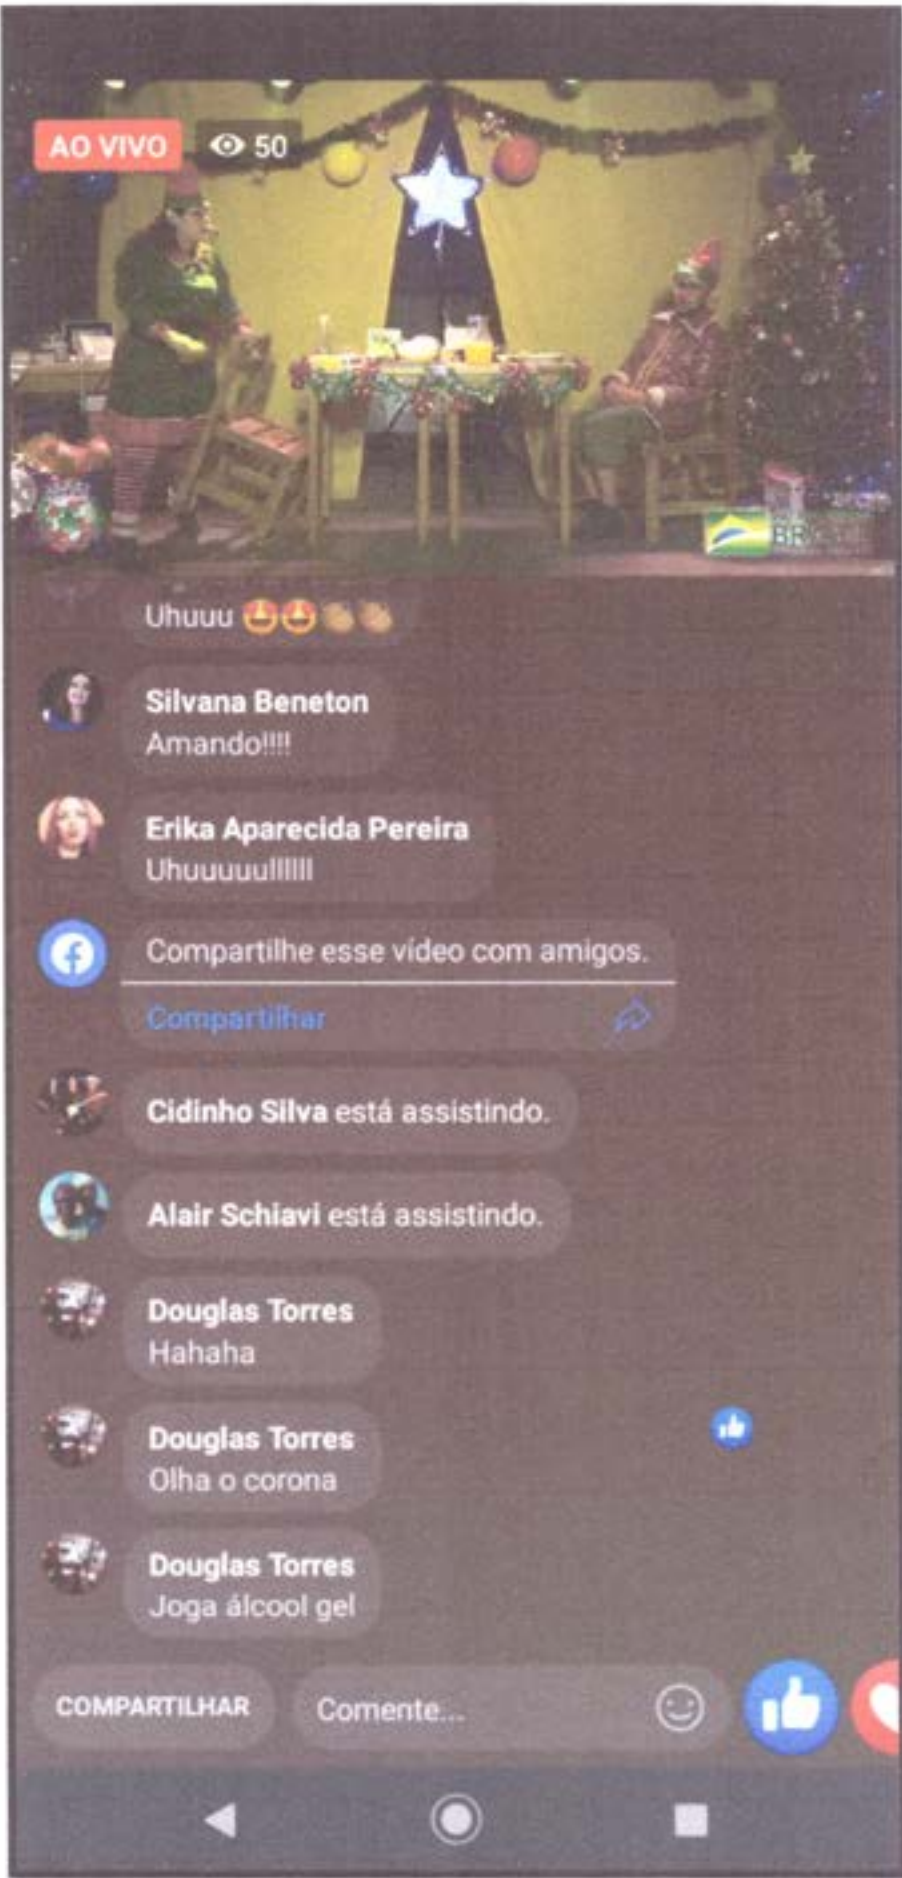 AO VIVO 50
Uhuuu 🤩🤩👏👏
Silvana Beneton
Amando!!!!
Erika Aparecida Pereira
Uhuuuuu!!!!!!
Compartilhe esse vídeo com amigos.
Compartilhar
Cidinho Silva está assistindo.
Alair Schiavi está assistindo.
Douglas Torres
Hahaha
Douglas Torres
Olha o corona
Douglas Torres
Joga álcool gel
COMPARTILHAR
Comente...